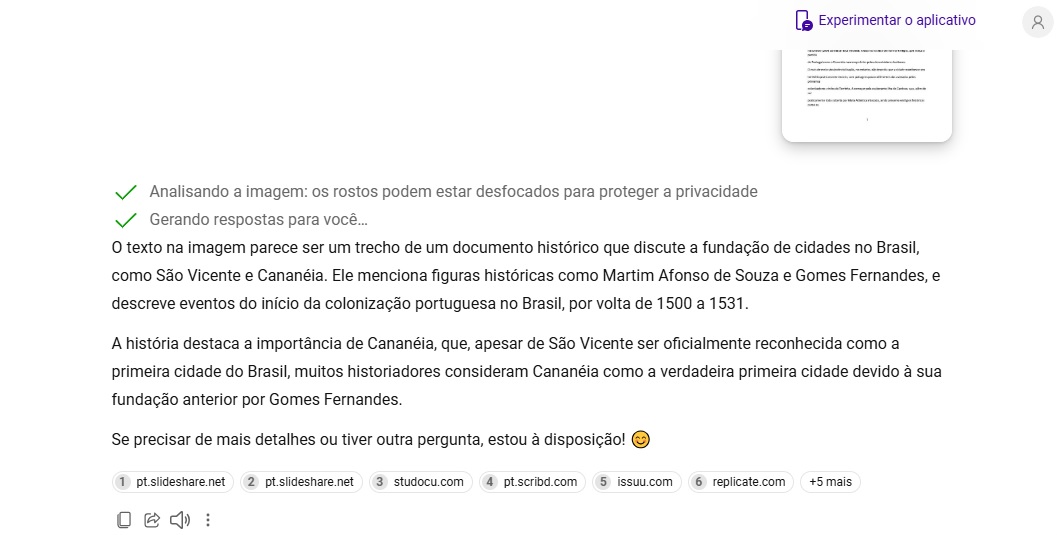 Experimentar o aplicativo
Analisando a imagem: os rostos podem estar desfocados para proteger a privacidade
Gerando respostas para você…
O texto na imagem parece ser um trecho de um documento histórico que discute a fundação de cidades no Brasil,
como São Vicente e Cananéia. Ele menciona figuras históricas como Martim Afonso de Souza e Gomes Fernandes, e
descreve eventos do início da colonização portuguesa no Brasil, por volta de 1500 a 1531.
A história destaca a importância de Cananéia, que, apesar de São Vicente ser oficialmente reconhecida como a
primeira cidade do Brasil, muitos historiadores consideram Cananéia como a verdadeira primeira cidade devido à sua
fundação anterior por Gomes Fernandes.
Se precisar de mais detalhes ou tiver outra pergunta, estou à disposição! 😊
1 pt.slideshare.net 2 pt.slideshare.net 3 studocu.com 4 pt.scribd.com 5 issuu.com 6 replicate.com +5 mais